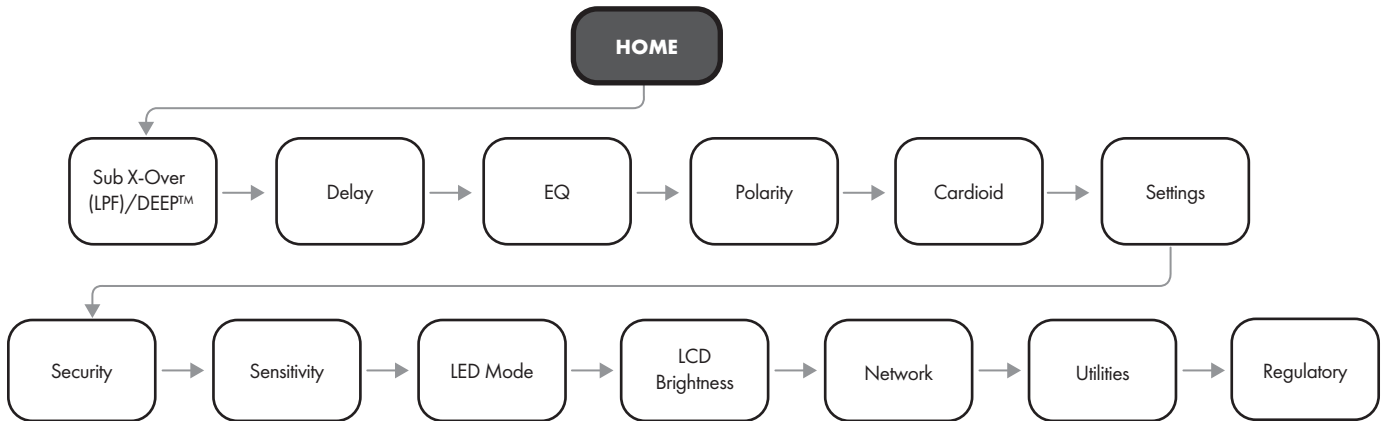 HOME
Sub X-Over
(LPF)/DEEP™
Delay
EQ
Polarity
Cardioid
Settings
Security
Sensitivity
LED Mode
LCD
Brightness
Network
Utilities
Regulatory